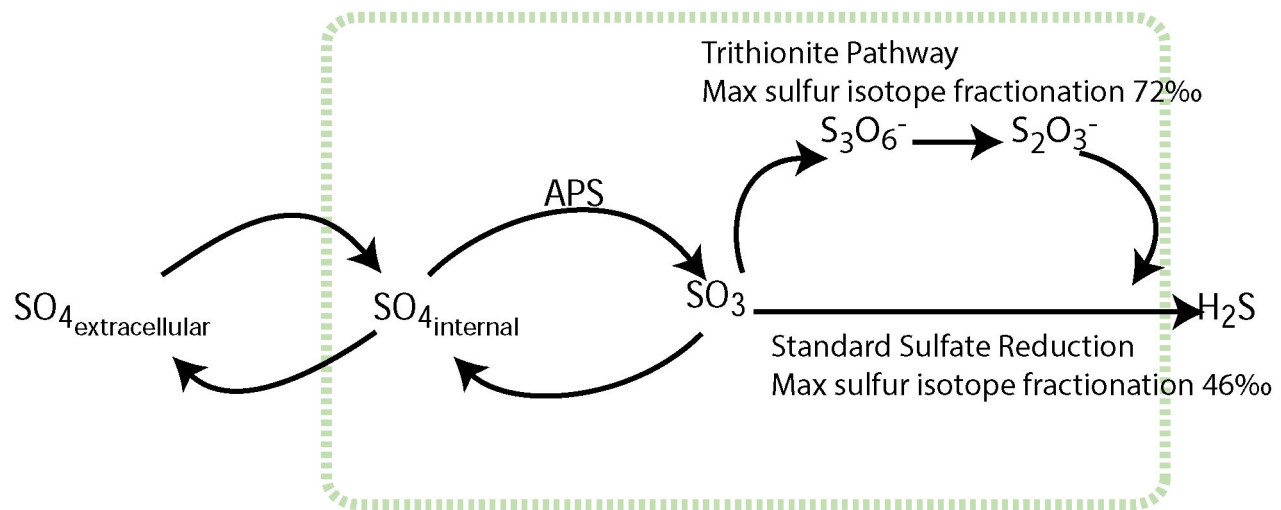 Trithionite Pathway
Max sulfur isotope fractionation 72‰
S₃O₆⁻ S₂O₃⁻
APS
SO4extracellular SO4internal SO₃ H₂S
Standard Sulfate Reduction
Max sulfur isotope fractionation 46‰